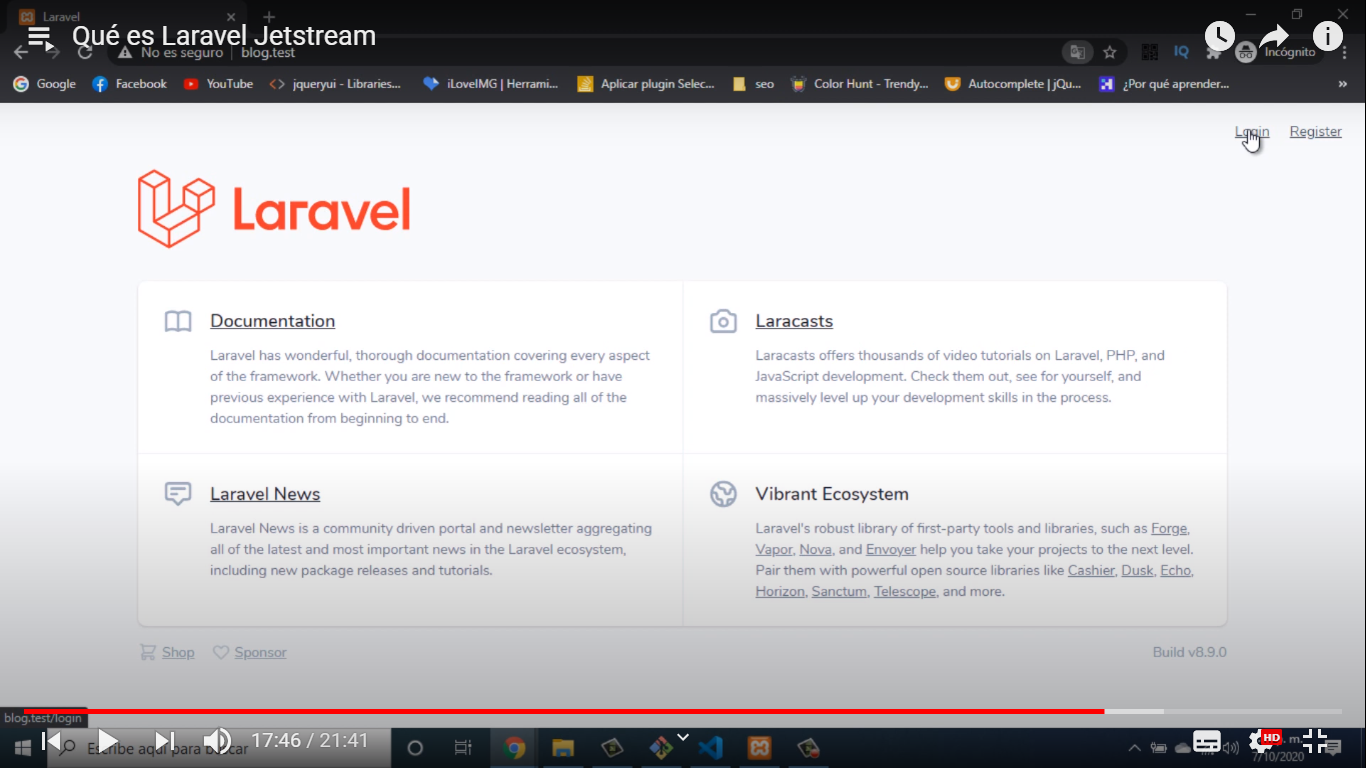 Laravel
Qué es Laravel Jetstream
No es seguro
blog.test
IQ
Incógnito
Google
Facebook
YouTube
jqueryui - Libraries...
iLoveIMG | Herrami...
Aplicar plugin Selec...
seo
Color Hunt - Trendy...
Autocomplete | jQu...
¿Por qué aprender...
»
Login
Register
Laravel
Documentation
Laravel has wonderful, thorough documentation covering every aspect
of the framework. Whether you are new to the framework or have
previous experience with Laravel, we recommend reading all of the
documentation from beginning to end.
Laracasts
Laracasts offers thousands of video tutorials on Laravel, PHP, and
JavaScript development. Check them out, see for yourself, and
massively level up your development skills in the process.
Laravel News
Laravel News is a community driven portal and newsletter aggregating
all of the latest and most important news in the Laravel ecosystem,
including new package releases and tutorials.
Vibrant Ecosystem
Laravel's robust library of first-party tools and libraries, such as Forge,
Vapor, Nova, and Envoyer help you take your projects to the next level.
Pair them with powerful open source libraries like Cashier, Dusk, Echo,
Horizon, Sanctum, Telescope, and more.
Shop
Sponsor
Build v8.9.0
blog.test/login
Escribe aquí para buscar
17:46 / 21:41
HD
7/10/2020